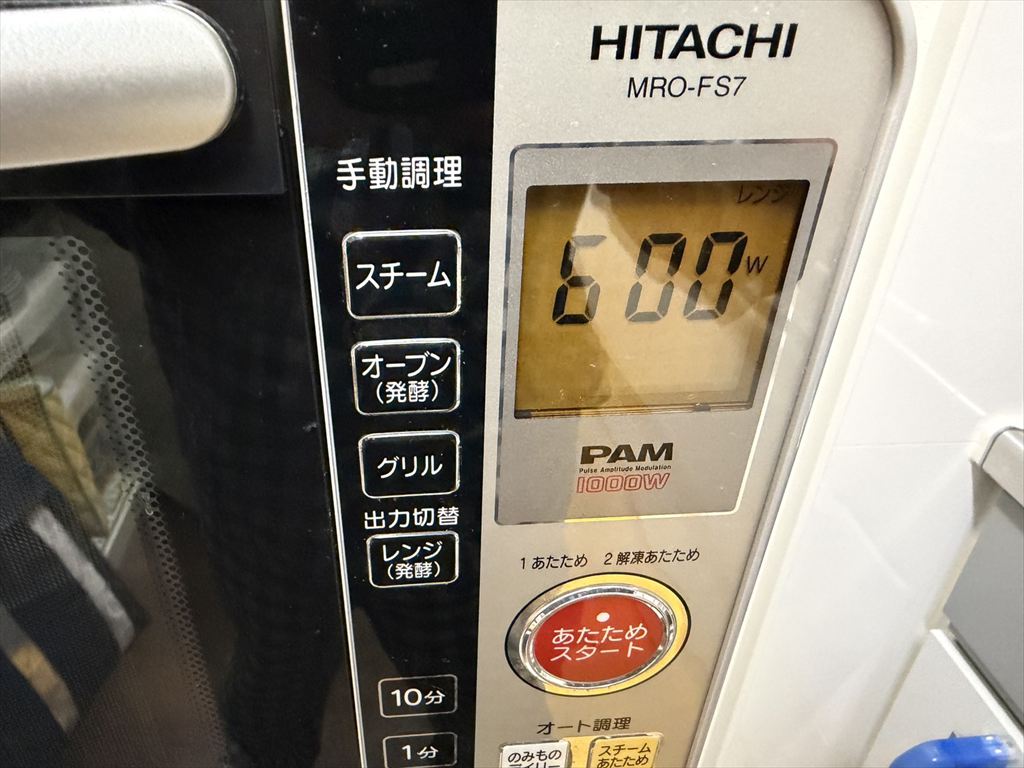 HITACHI
MRO-FS7
手動調理
レンジ
600W
スチーム
オーブン
(発酵)
グリル
PAM
Pulse Amplitude Modulation
1000W
出力切替
レンジ
(発酵)
1あたため 2解凍あたため
あたため
スタート
10分
1分
オート調理
のみもの
スチーム
あたため